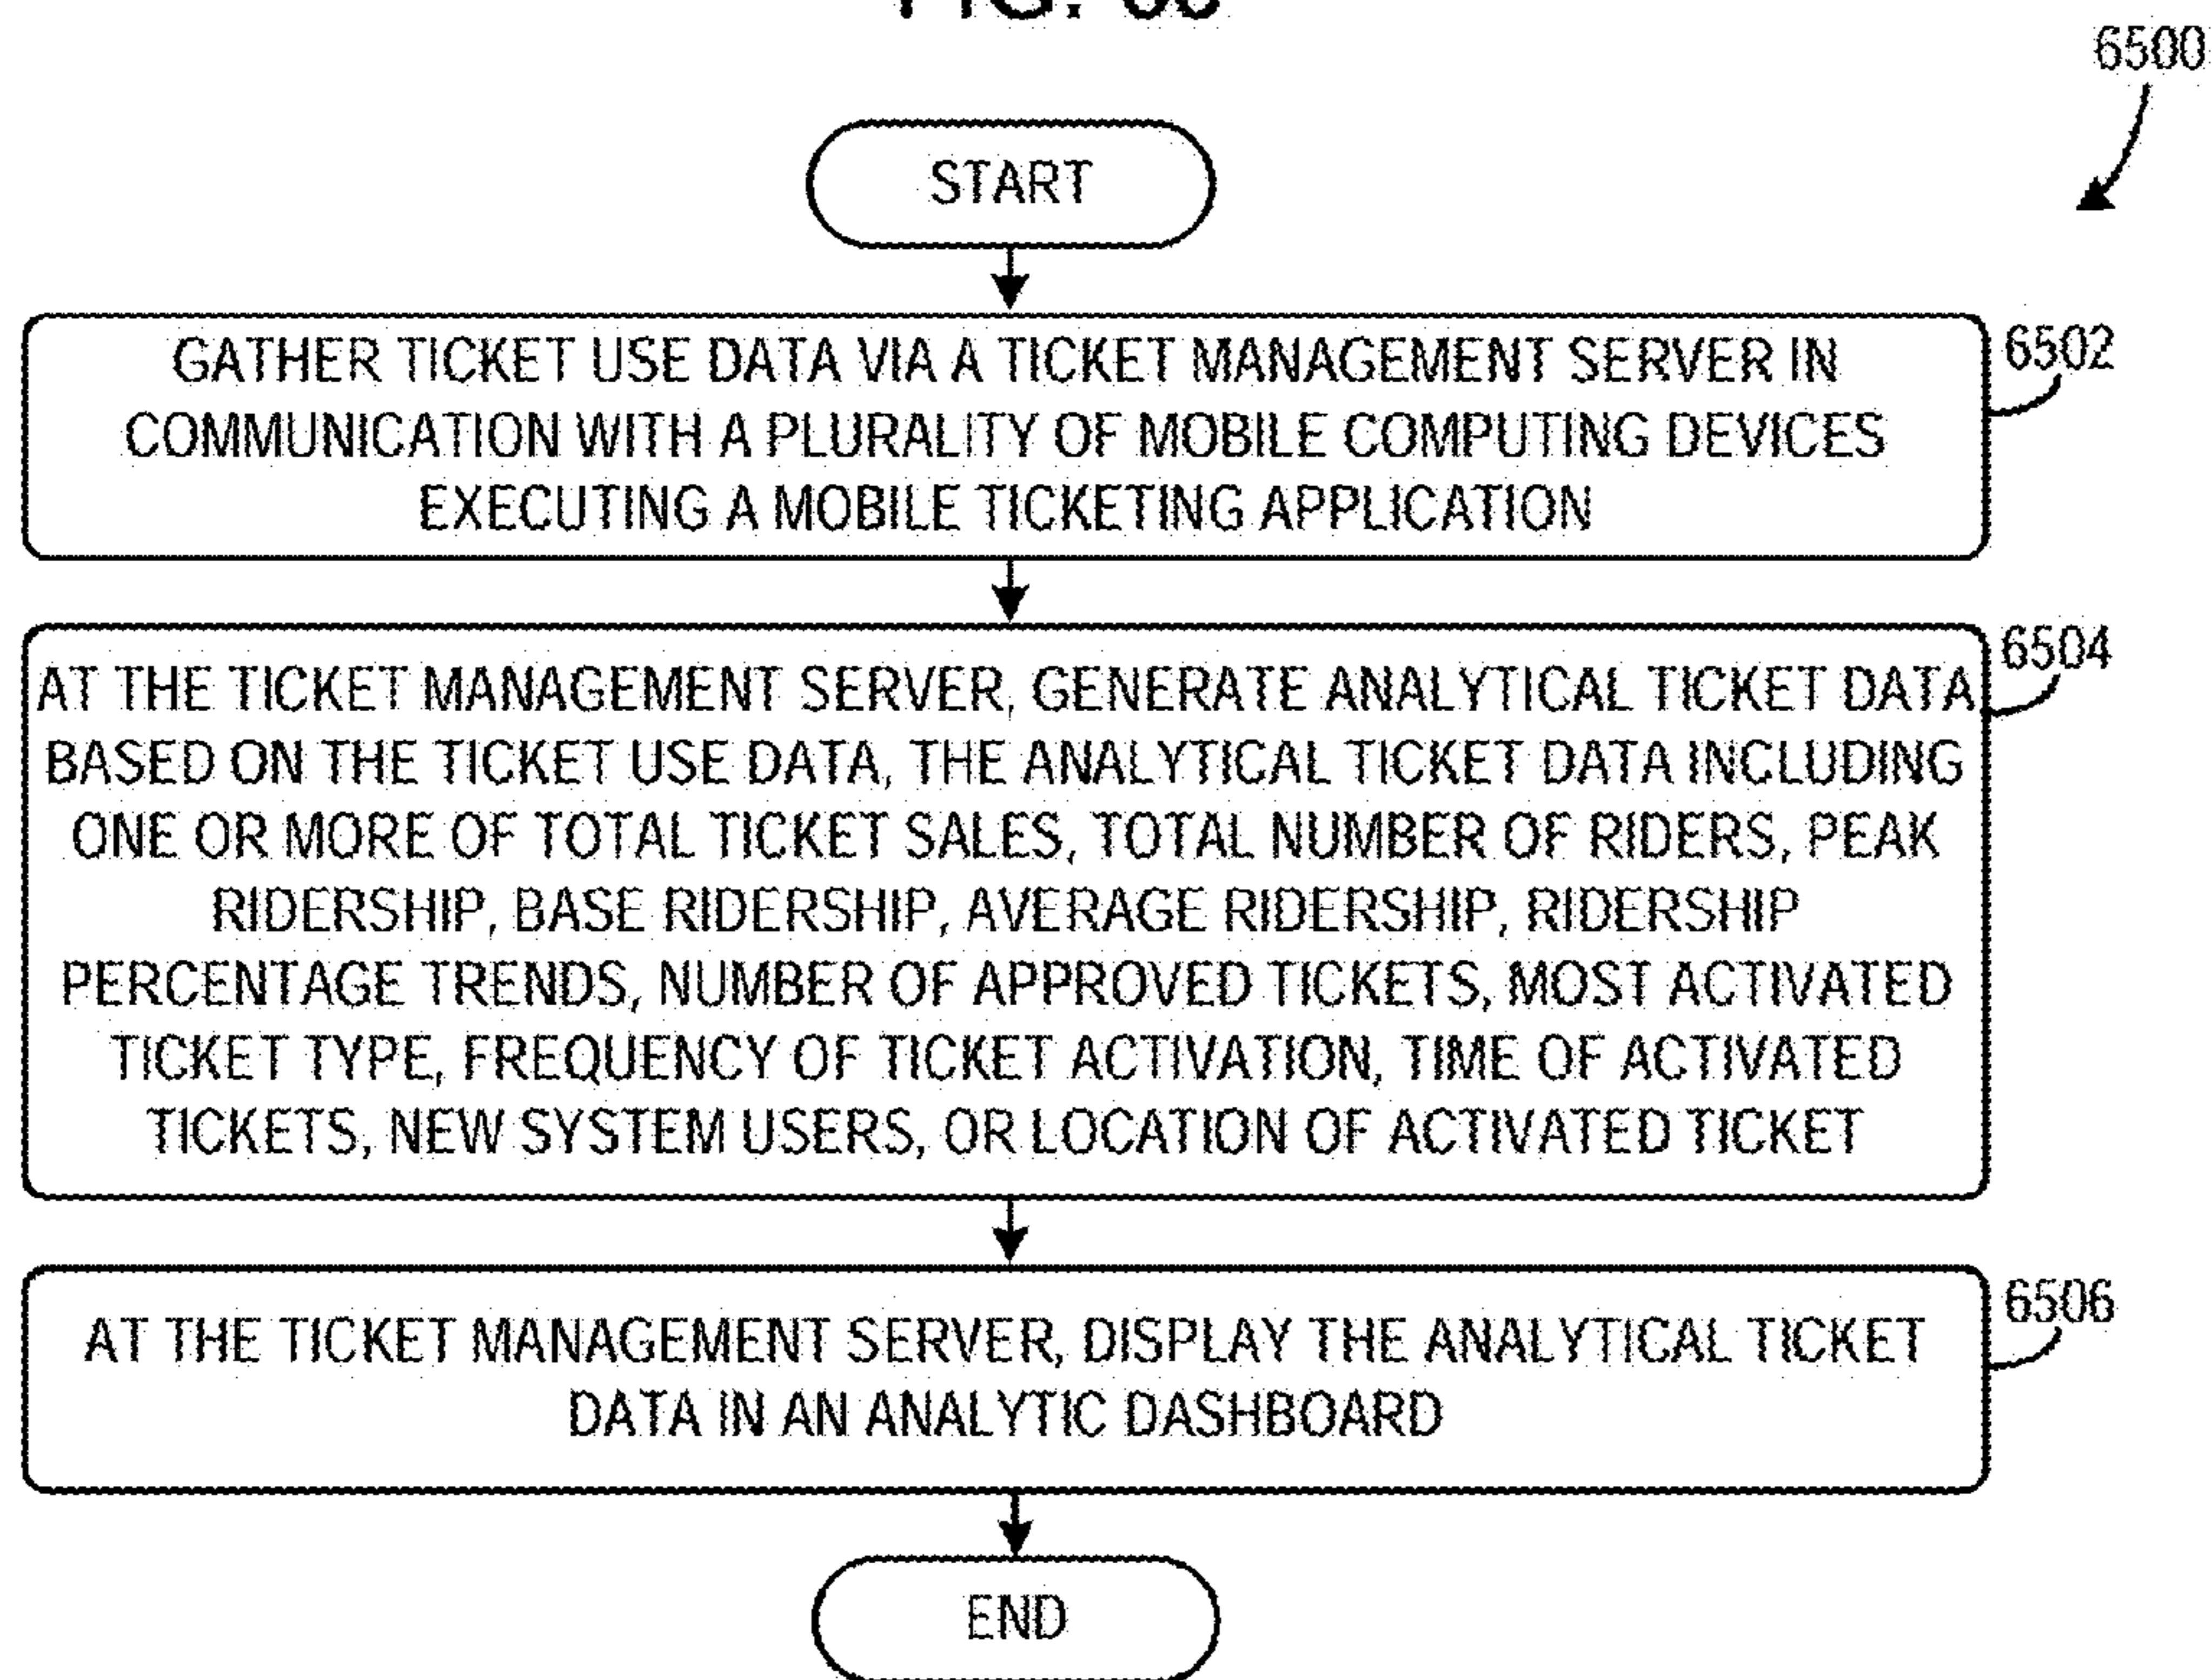 6500
START
GATHER TICKET USE DATA VIA A TICKET MANAGEMENT SERVER IN
COMMUNICATION WITH A PLURALITY OF MOBILE COMPUTING DEVICES
EXECUTING A MOBILE TICKETING APPLICATION
6502
AT THE TICKET MANAGEMENT SERVER, GENERATE ANALYTICAL TICKET DATA
BASED ON THE TICKET USE DATA, THE ANALYTICAL TICKET DATA INCLUDING
ONE OR MORE OF TOTAL TICKET SALES, TOTAL NUMBER OF RIDERS, PEAK
RIDERSHIP, BASE RIDERSHIP, AVERAGE RIDERSHIP, RIDERSHIP
PERCENTAGE TRENDS, NUMBER OF APPROVED TICKETS, MOST ACTIVATED
TICKET TYPE, FREQUENCY OF TICKET ACTIVATION, TIME OF ACTIVATED
TICKETS, NEW SYSTEM USERS, OR LOCATION OF ACTIVATED TICKET
6504
AT THE TICKET MANAGEMENT SERVER, DISPLAY THE ANALYTICAL TICKET
DATA IN AN ANALYTIC DASHBOARD
6506
END